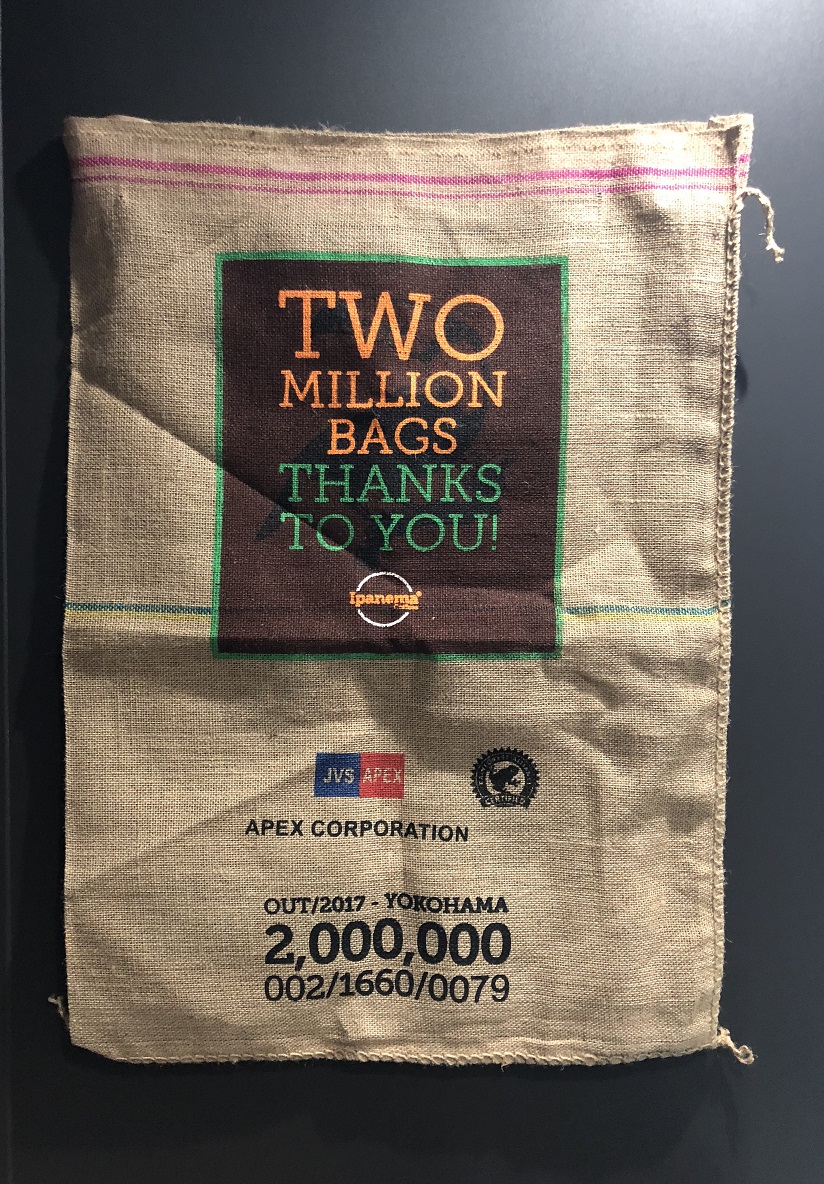 TWO
MILLION
BAGS
THANKS
TO YOU!
Ipanema
JVS APEX
CERTIFIED
APEX CORPORATION
OUT/2017 - YOKOHAMA
2,000,000
002/1660/0079